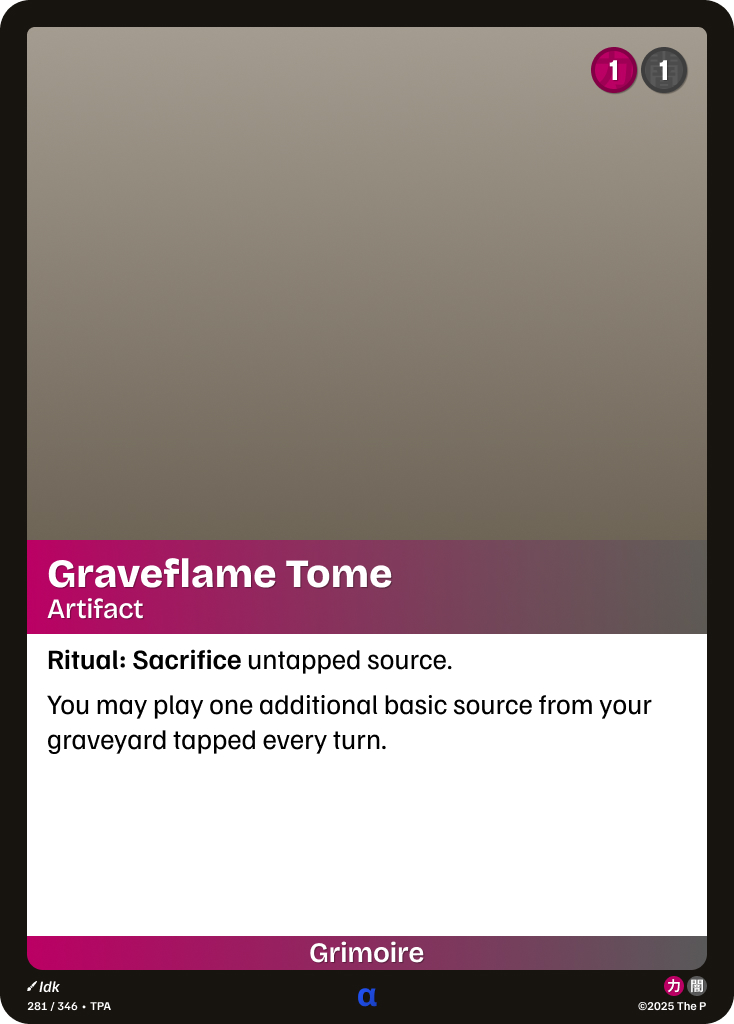 1 1
Graveflame Tome
Artifact
Ritual: Sacrifice untapped source.
You may play one additional basic source from your
graveyard tapped every turn.
Grimoire
Idk
281 / 346 • TPA
α
力 闇
©2025 The P